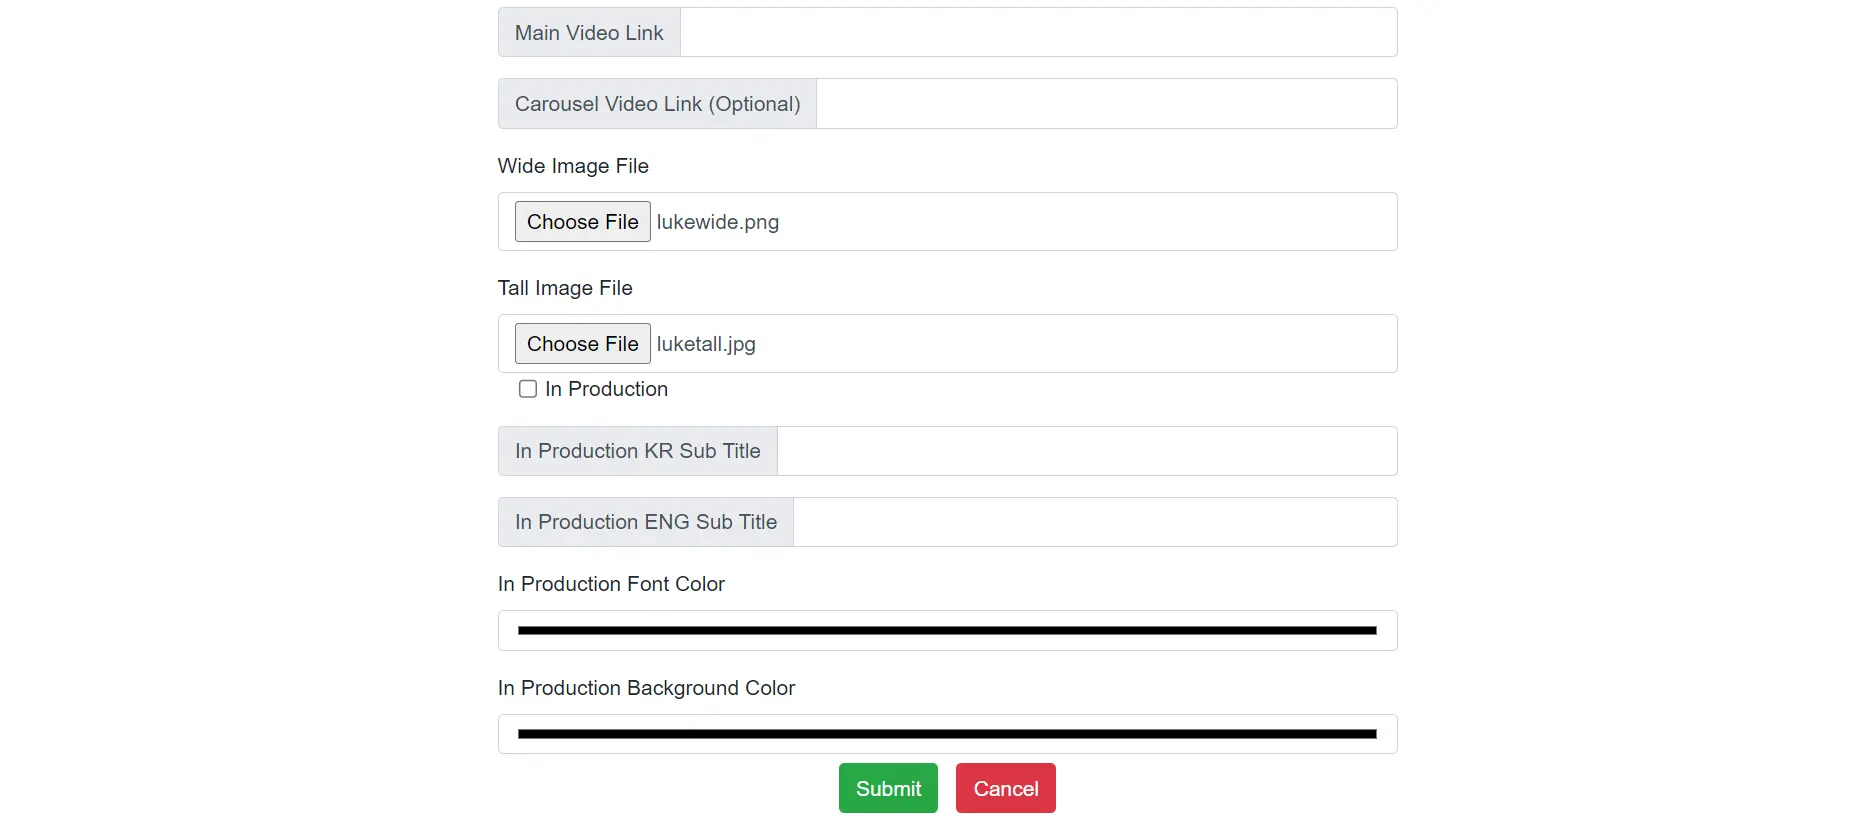 Main Video Link
Carousel Video Link (Optional)
Wide Image File
Choose File lukewide.png
Tall Image File
Choose File luketall.jpg
In Production
In Production KR Sub Title
In Production ENG Sub Title
In Production Font Color
In Production Background Color
Submit Cancel